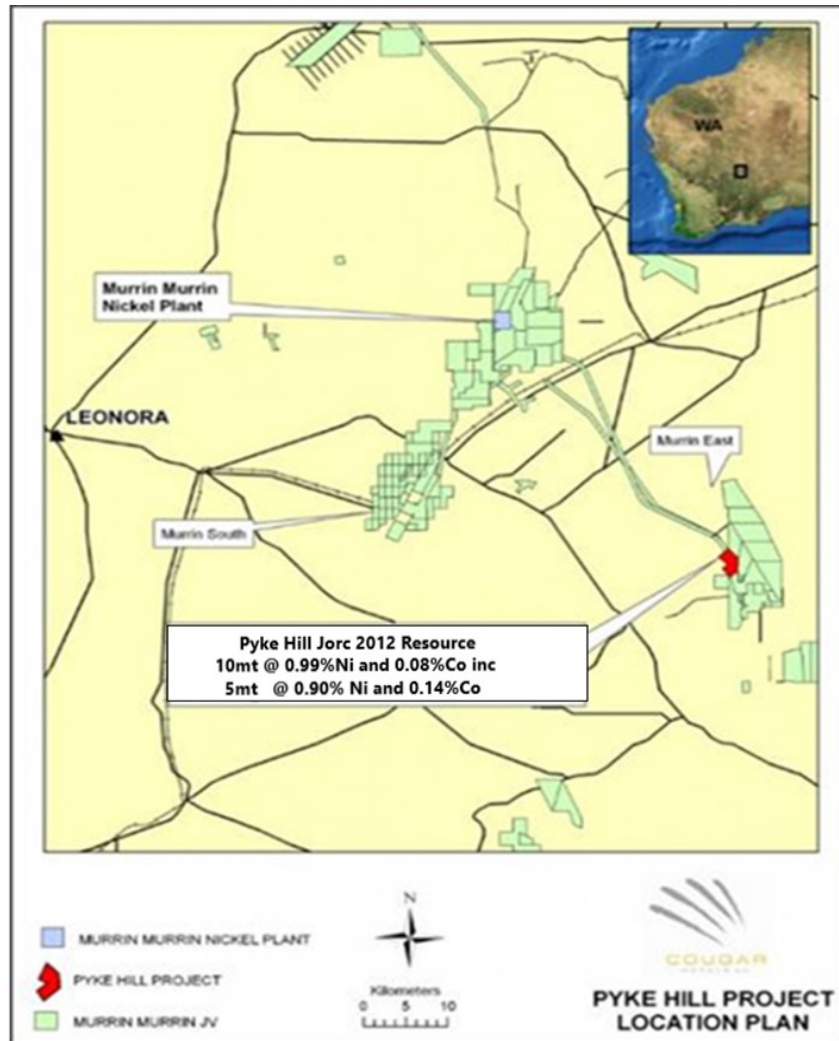 WA
Murrin Murrin
Nickel Plant
LEONORA
Murrin East
Murrin South
Pyke Hill Jorc 2012 Resource
10mt @ 0.99%Ni and 0.08%Co inc
5mt @ 0.90% Ni and 0.14%Co
MURRIN MURRIN NICKEL PLANT
PYKE HILL PROJECT
MURRIN MURRIN JV
N
Kilometers
0 5 10
COUGAR
PYKE HILL PROJECT
LOCATION PLAN